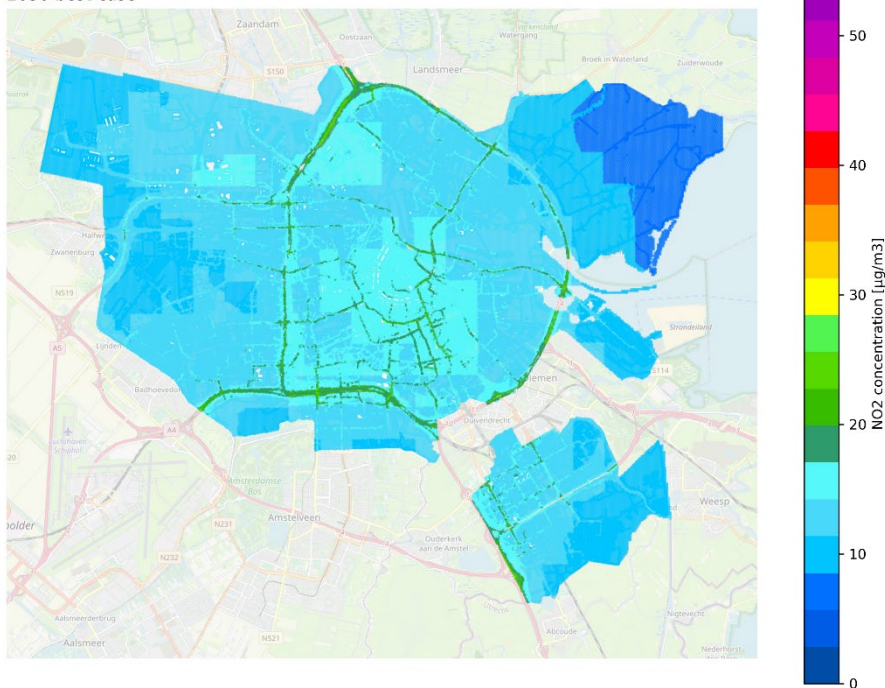 Zaandam
Oostzaan
Watergang
S150
Landsmeer
Broek in Waterland
Zuiderwoude
Halfweg
Zwanenburg
N519
A5
Lijnden
Badhoevedorp
A4
Strandeiland
S114
Diemen
Duivendrecht
Amsterdamse
Bos
N231
Amstelveen
Weesp
N232
Ouderkerk
aan de Amstel
Utrecht
Aalsmeerderbrug
N521
Aalsmeer
Abcoude
Nigtevecht
Nederhorst
50
40
30
20
10
0
NO2 concentration [µg/m3]